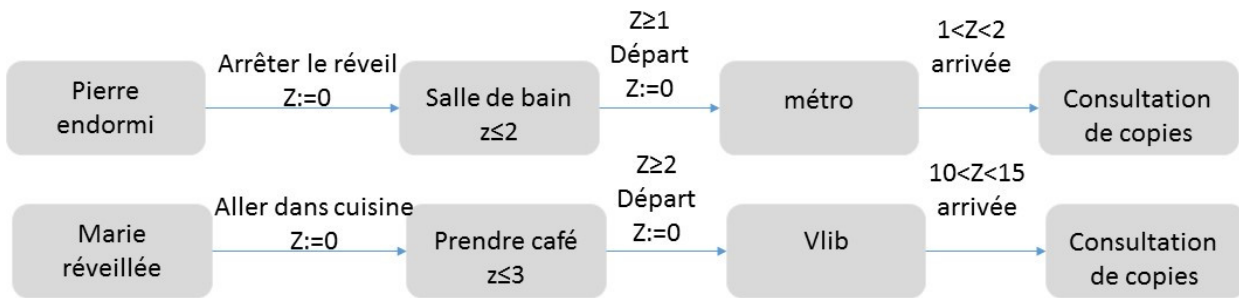 Pierre
endormi
Arrêter le réveil
Z:=0
Salle de bain
z≤2
Z≥1
Départ
Z:=0
métro
1<Z<2
arrivée
Consultation
de copies
Marie
réveillée
Aller dans cuisine
Z:=0
Prendre café
z≤3
Z≥2
Départ
Z:=0
Vlib
10<Z<15
arrivée
Consultation
de copies